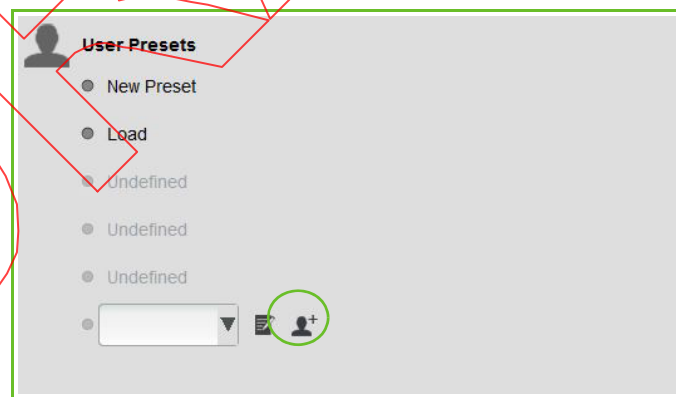 User Presets
New Preset
Load
Undefined
Undefined
Undefined